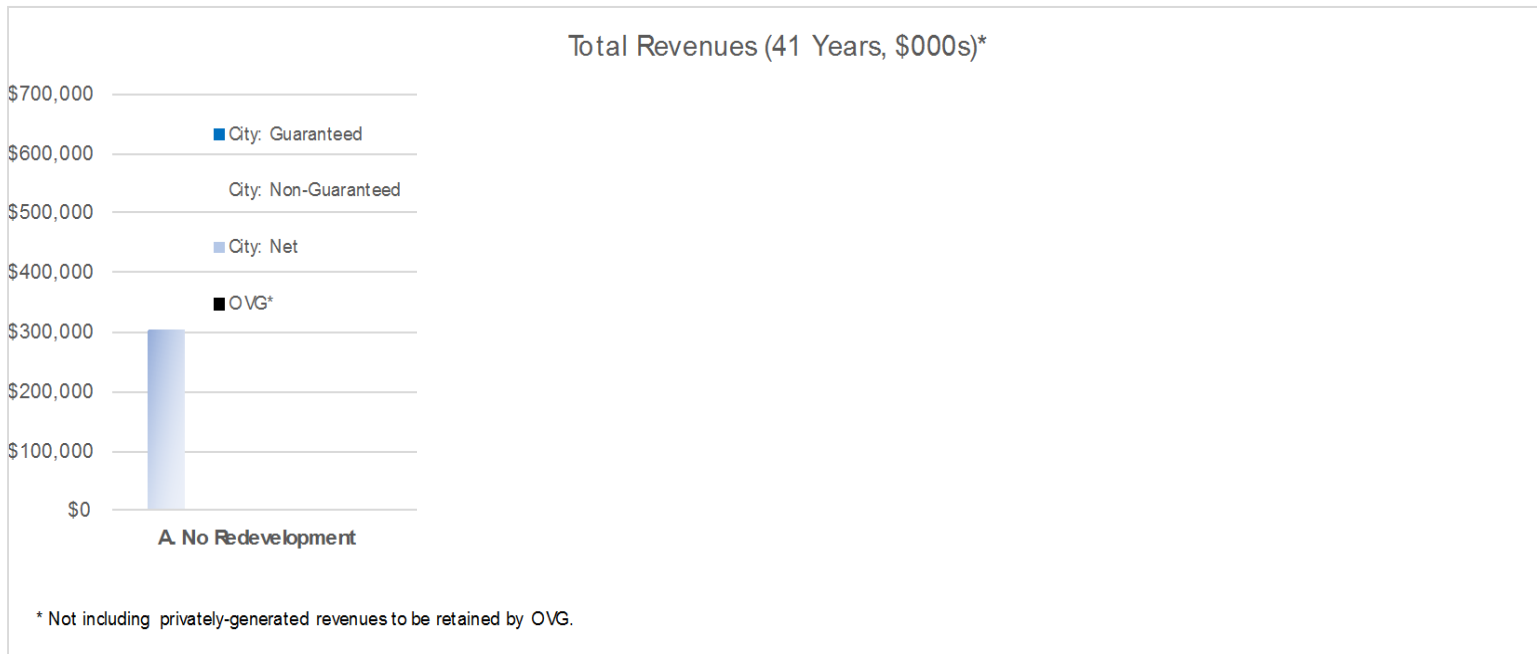 Total Revenues (41 Years, $000s)*
$700,000
City: Guaranteed
$600,000
City: Non-Guaranteed
$500,000
City: Net
$400,000
OVG*
$300,000
$200,000
$100,000
$0
A. No Redevelopment
* Not including privately-generated revenues to be retained by OVG.